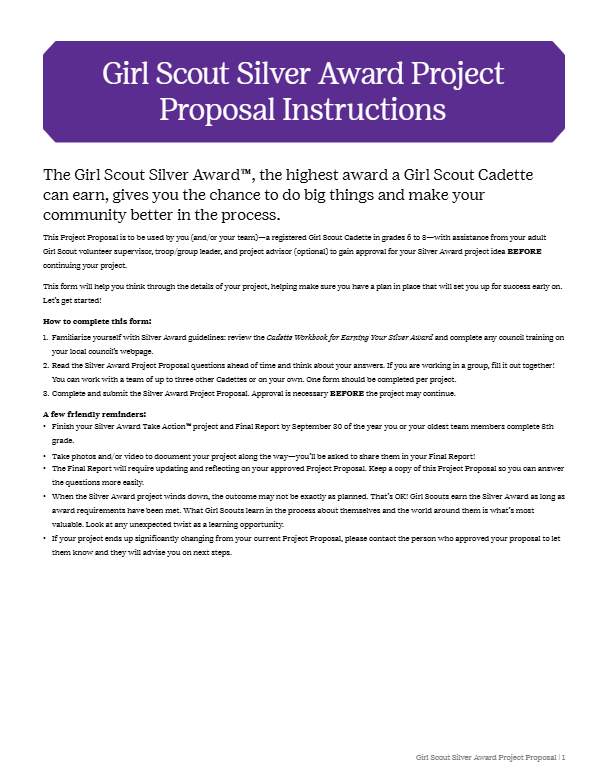 Girl Scout Silver Award Project
Proposal Instructions
The Girl Scout Silver Award™, the highest award a Girl Scout Cadette
can earn, gives you the chance to do big things and make your
community better in the process.
This Project Proposal is to be used by you (and/or your team)—a registered Girl Scout Cadette in grades 6 to 8—with assistance from your adult
Girl Scout volunteer supervisor, troop/group leader, and project advisor (optional) to gain approval for your Silver Award project idea BEFORE
continuing your project.
This form will help you think through the details of your project, helping make sure you have a plan in place that will set you up for success early on.
Let's get started!
How to complete this form:
1. Familiarize yourself with Silver Award guidelines: review the Cadette Workbook for Earning Your Silver Award and complete any council training on
your local council's webpage.
2. Read the Silver Award Project Proposal questions ahead of time and think about your answers. If you are working in a group, fill it out together!
You can work with a team of up to three other Cadettes or on your own. One form should be completed per project.
3. Complete and submit the Silver Award Project Proposal. Approval is necessary BEFORE the project may continue.
A few friendly reminders:
• Finish your Silver Award Take Action™ project and Final Report by September 30 of the year you or your oldest team members complete 8th
grade.
• Take photos and/or video to document your project along the way—you'll be asked to share them in your Final Report!
• The Final Report will require updating and reflecting on your approved Project Proposal. Keep a copy of this Project Proposal so you can answer
the questions more easily.
• When the Silver Award project winds down, the outcome may not be exactly as planned. That's OK! Girl Scouts earn the Silver Award as long as
award requirements have been met. What Girl Scouts learn in the process about themselves and the world around them is what's most
valuable. Look at any unexpected twist as a learning opportunity.
• If your project ends up significantly changing from your current Project Proposal, please contact the person who approved your proposal to let
them know and they will advise you on next steps.
Girl Scout Silver Award Project Proposal | 1